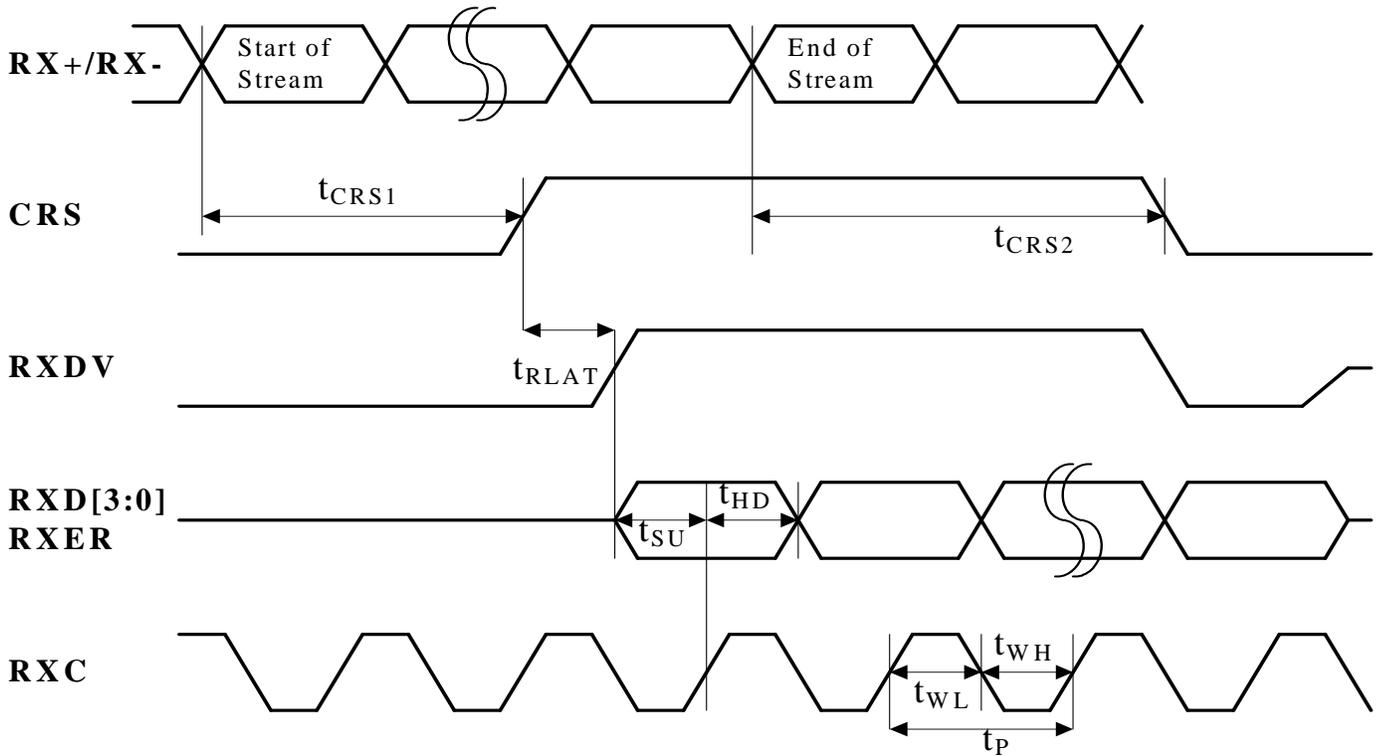 RX+/RX-
Start of
Stream
End of
Stream
CRS
tCRS1
tCRS2
RXDV
tRLAT
RXD[3:0]
RXER
tSU
tHD
RXC
tWL
tWH
tP